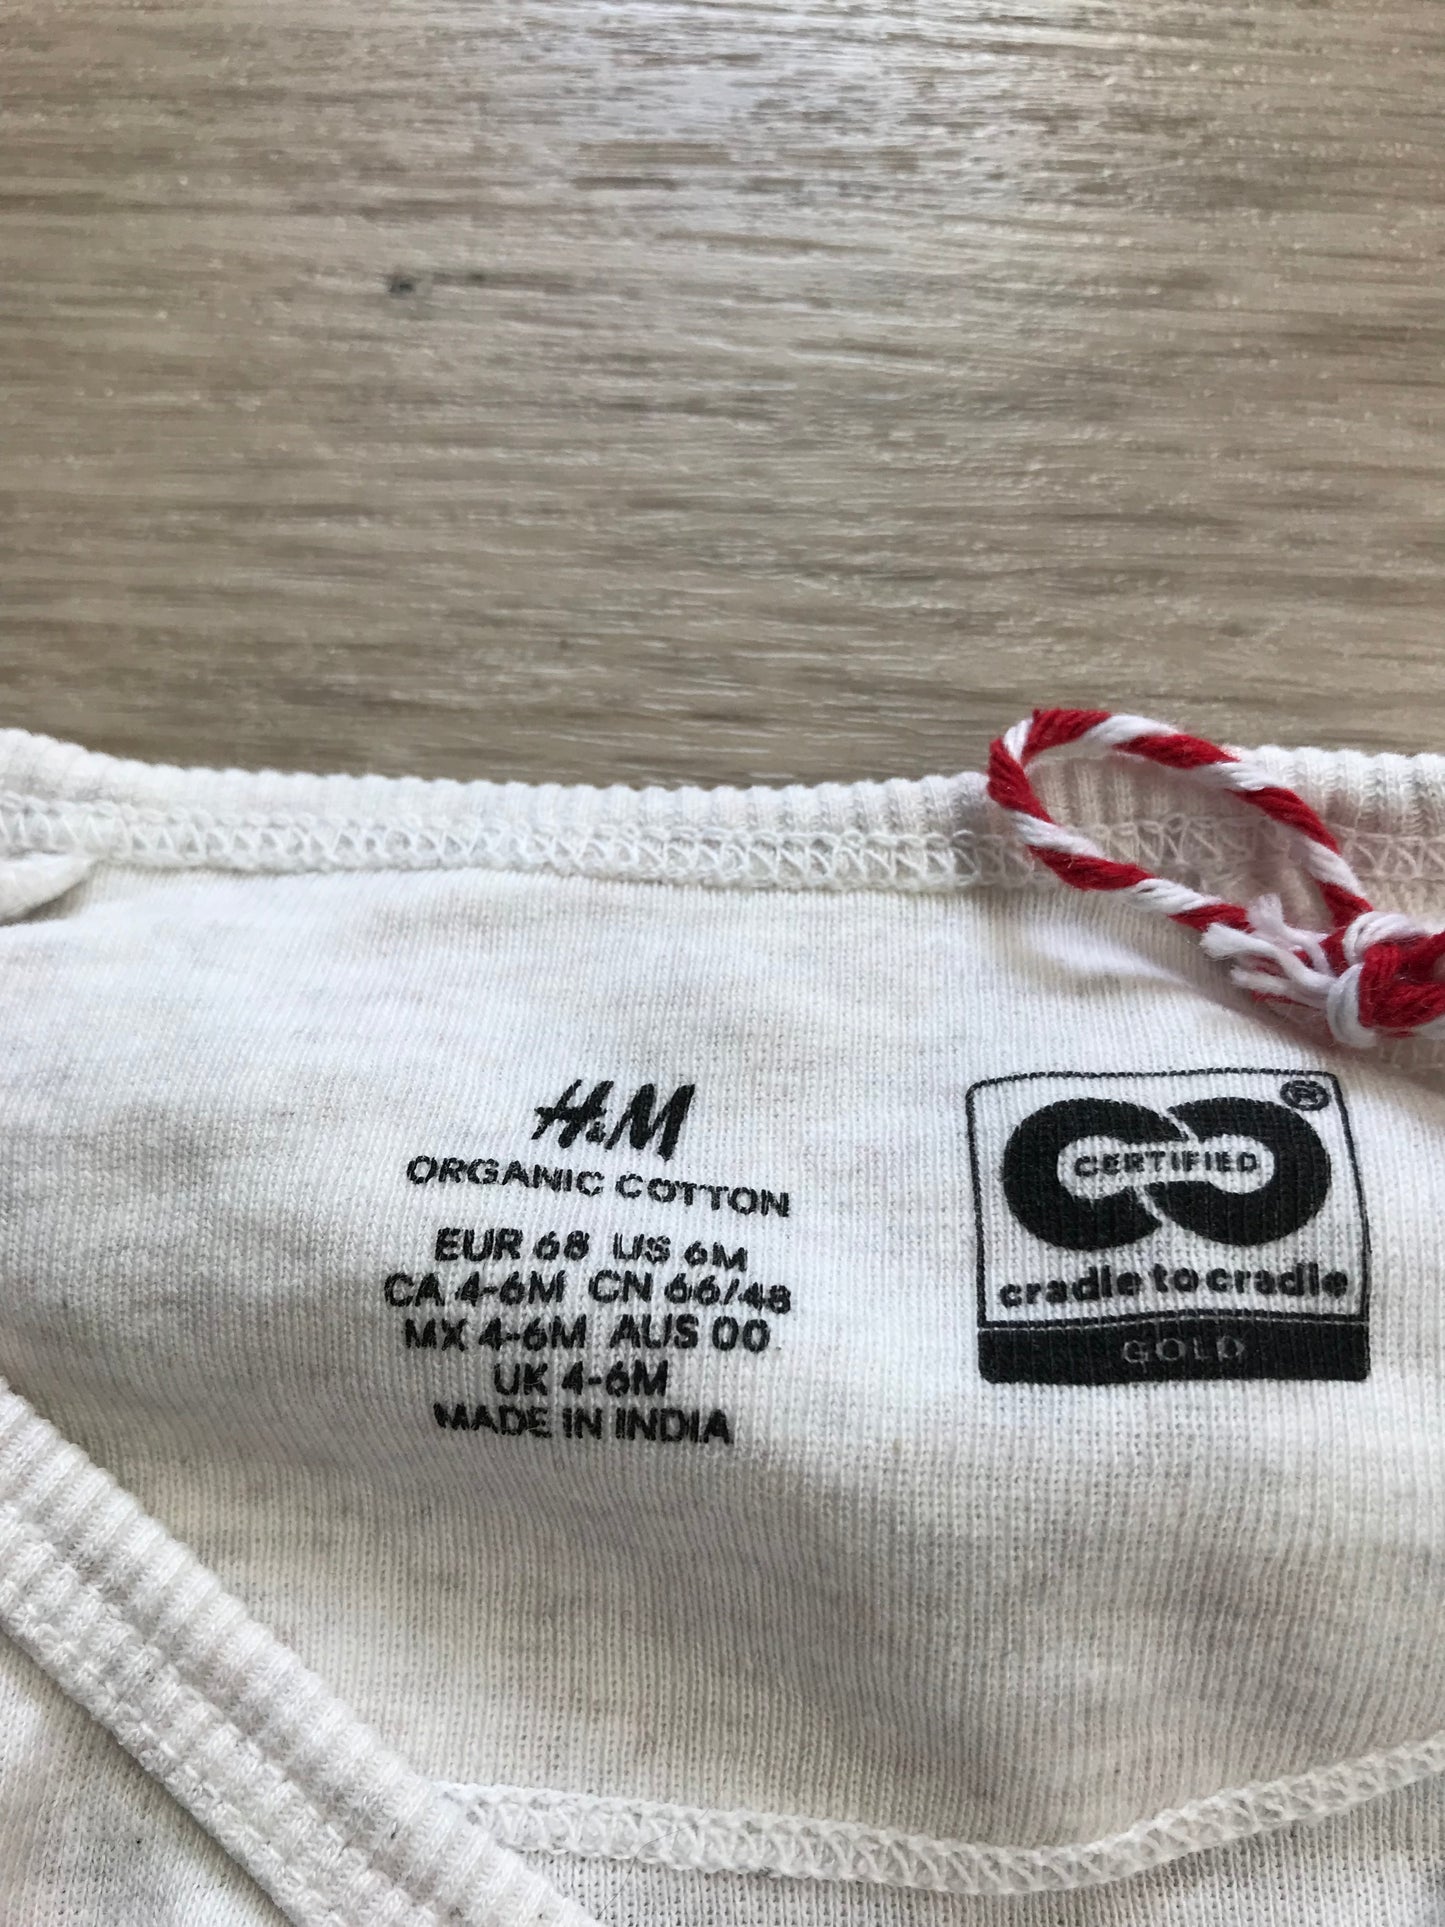 H&M
ORGANIC COTTON
EUR 68 US 6M
CA 4-6M CN 66/48
MX 4-6M AUS 00
UK 4-6M
MADE IN INDIA
®
CERTIFIED
cradle to cradle
GOLD